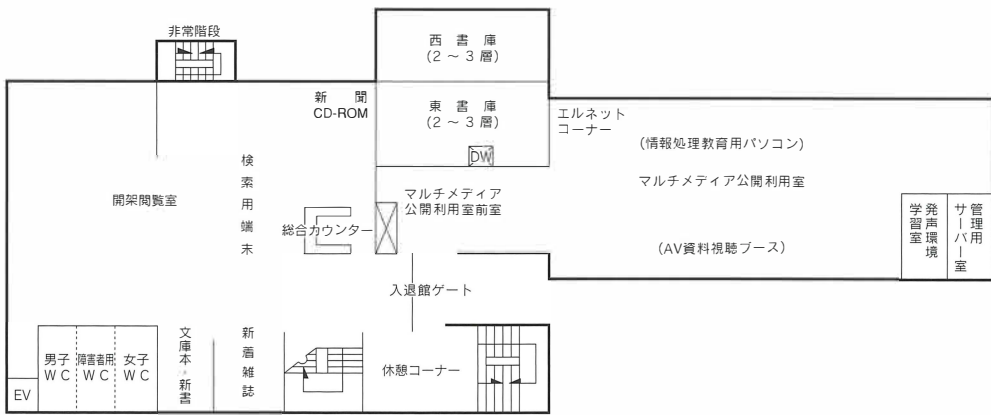 非常階段
西書庫
(2～3層)
新聞
CD-ROM
東書庫
(2～3層)
DW
エルネット
コーナー
(情報処理教育用パソコン)
マルチメディア公開利用室
(AV資料視聴ブース)
発声環境
学習室
管理用
サーバー室
開架閲覧室
検索用端末
総合カウンター
マルチメディア
公開利用室前室
入退館ゲート
男子
WC
障害者用
WC
女子
WC
EV
文庫本・新書
新着雑誌
休憩コーナー